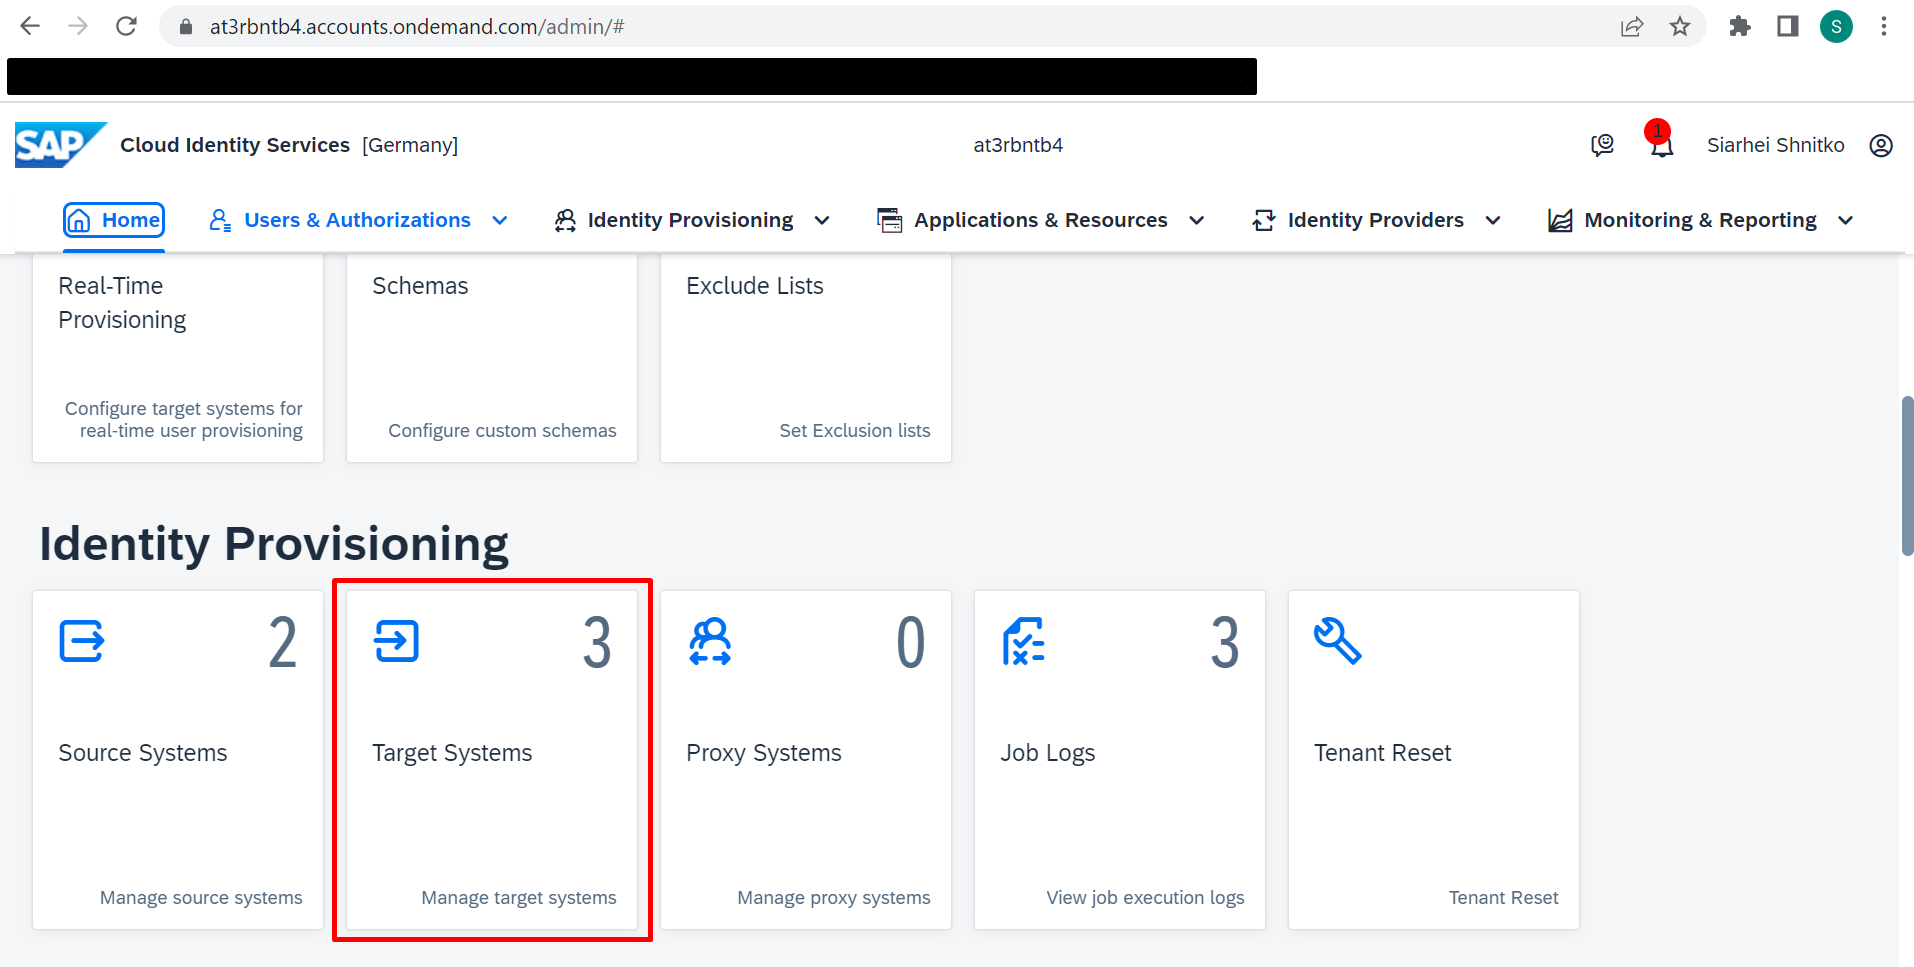 at3rbntb4.accounts.ondemand.com/admin/#
S
SAP
Cloud Identity Services [Germany]
at3rbntb4
1
Siarhei Shnitko
Home
Users & Authorizations
Identity Provisioning
Applications & Resources
Identity Providers
Monitoring & Reporting
Real-Time
Provisioning
Configure target systems for
real-time user provisioning
Schemas
Configure custom schemas
Exclude Lists
Set Exclusion lists
Identity Provisioning
2
Source Systems
Manage source systems
3
Target Systems
Manage target systems
0
Proxy Systems
Manage proxy systems
3
Job Logs
View job execution logs
Tenant Reset
Tenant Reset